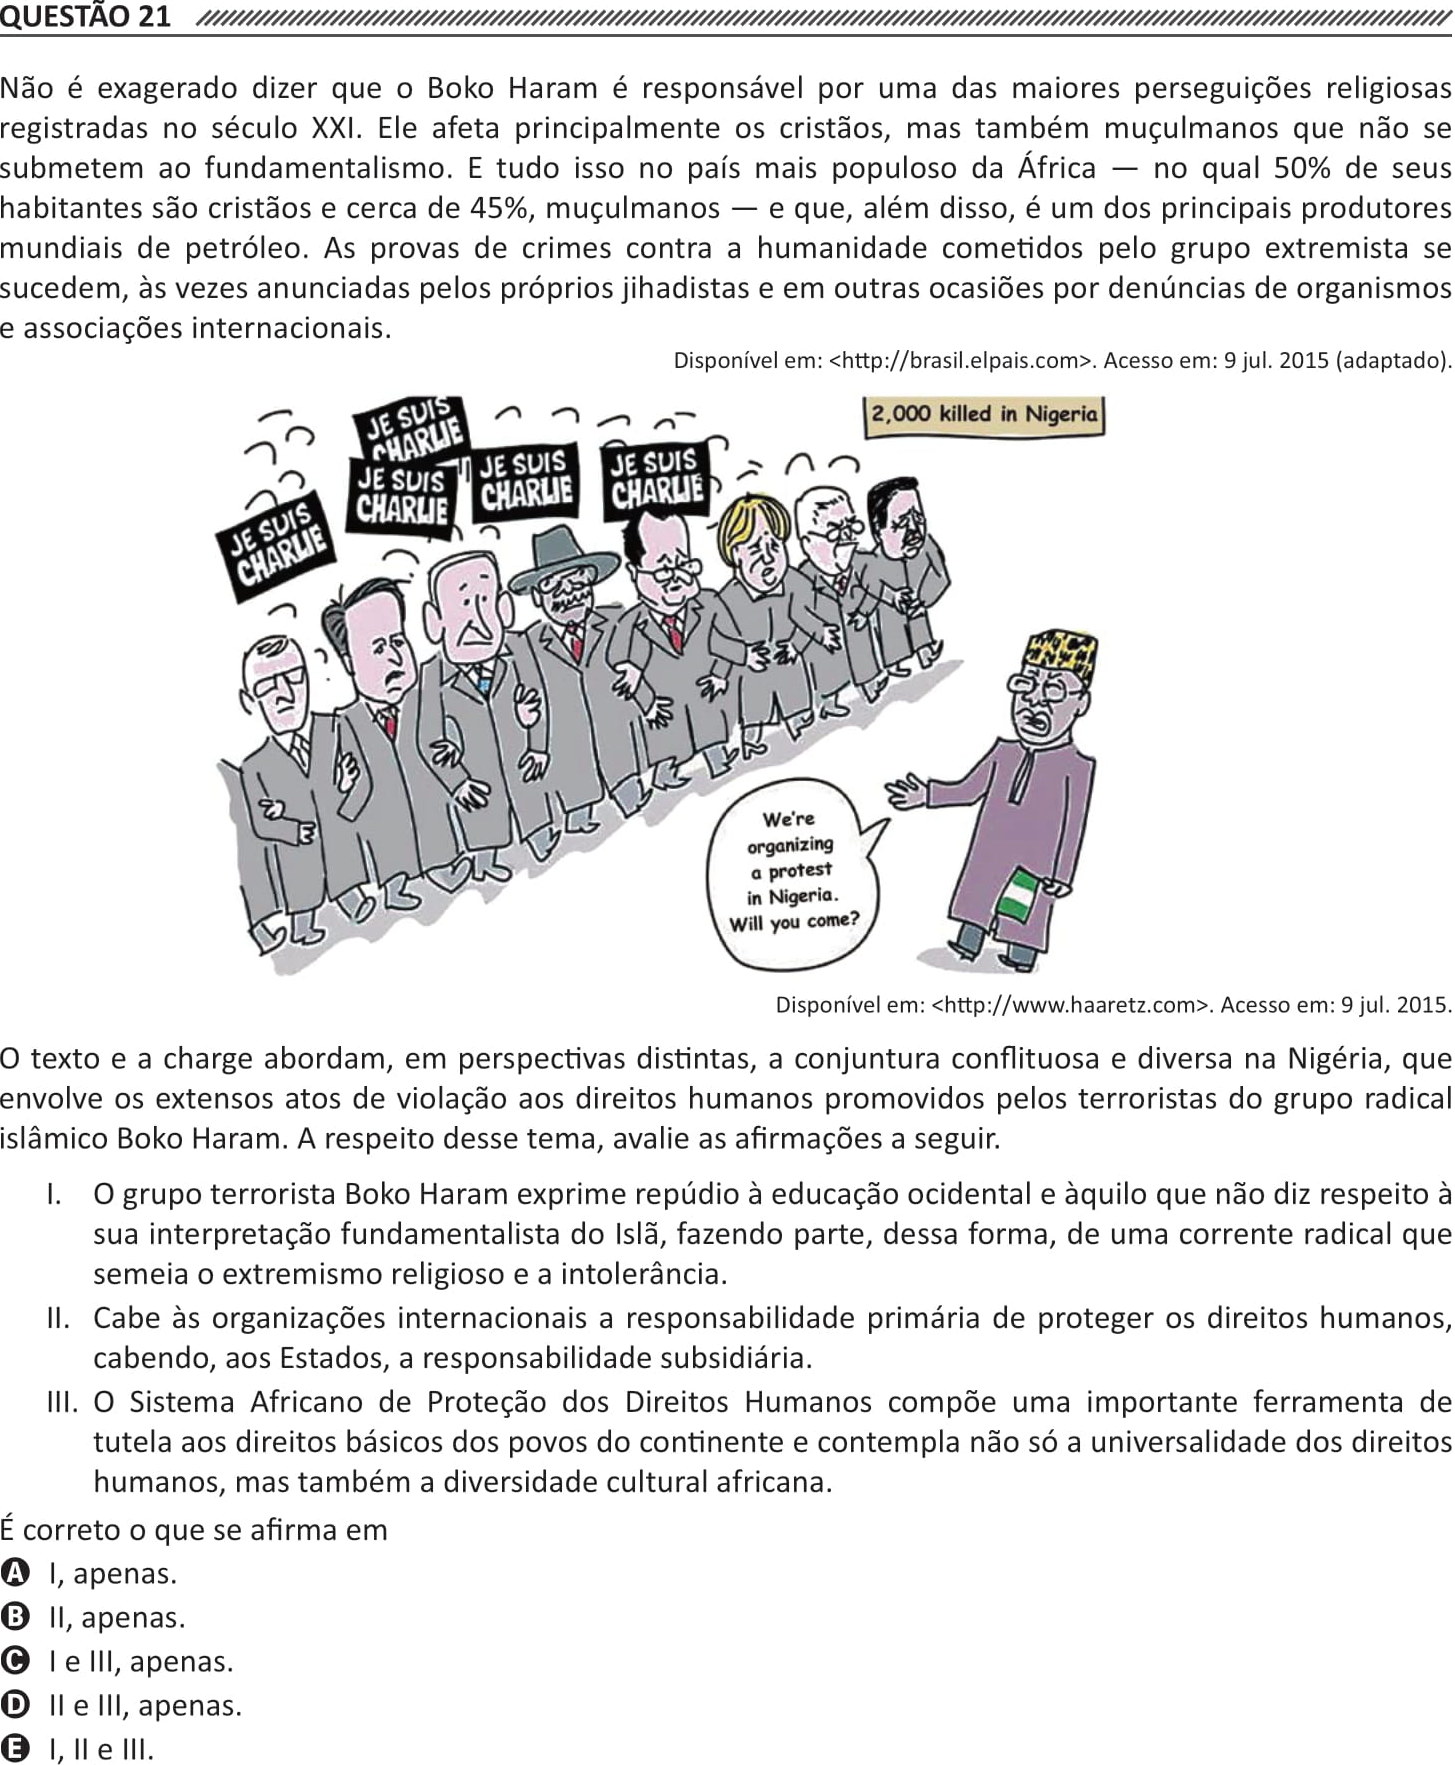 QUESTÃO 21
Não é exagerado dizer que o Boko Haram é responsável por uma das maiores perseguições religiosas
registradas no século XXI. Ele afeta principalmente os cristãos, mas também muçulmanos que não se
submetem ao fundamentalismo. E tudo isso no país mais populoso da África — no qual 50% de seus
habitantes são cristãos e cerca de 45%, muçulmanos — e que, além disso, é um dos principais produtores
mundiais de petróleo. As provas de crimes contra a humanidade cometidos pelo grupo extremista se
sucedem, às vezes anunciadas pelos próprios jihadistas e em outras ocasiões por denúncias de organismos
e associações internacionais.
Disponível em: <http://brasil.elpais.com>. Acesso em: 9 jul. 2015 (adaptado).
JE SUIS
CHARLIE
JE SUIS
CHARLIE
JE SUIS
CHARLIE
JE SUIS
CHARLIE
JE SUIS
CHARLIE
2,000 killed in Nigeria
We're
organizing
a protest
in Nigeria.
Will you come?
Disponível em: <http://www.haaretz.com>. Acesso em: 9 jul. 2015.
O texto e a charge abordam, em perspectivas distintas, a conjuntura conflituosa e diversa na Nigéria, que
envolve os extensos atos de violação aos direitos humanos promovidos pelos terroristas do grupo radical
islâmico Boko Haram. A respeito desse tema, avalie as afirmações a seguir.
I. O grupo terrorista Boko Haram exprime repúdio à educação ocidental e àquilo que não diz respeito à
sua interpretação fundamentalista do Islã, fazendo parte, dessa forma, de uma corrente radical que
semeia o extremismo religioso e a intolerância.
II. Cabe às organizações internacionais a responsabilidade primária de proteger os direitos humanos,
cabendo, aos Estados, a responsabilidade subsidiária.
III. O Sistema Africano de Proteção dos Direitos Humanos compõe uma importante ferramenta de
tutela aos direitos básicos dos povos do continente e contempla não só a universalidade dos direitos
humanos, mas também a diversidade cultural africana.
É correto o que se afirma em
A I, apenas.
B II, apenas.
C I e III, apenas.
D II e III, apenas.
E I, II e III.